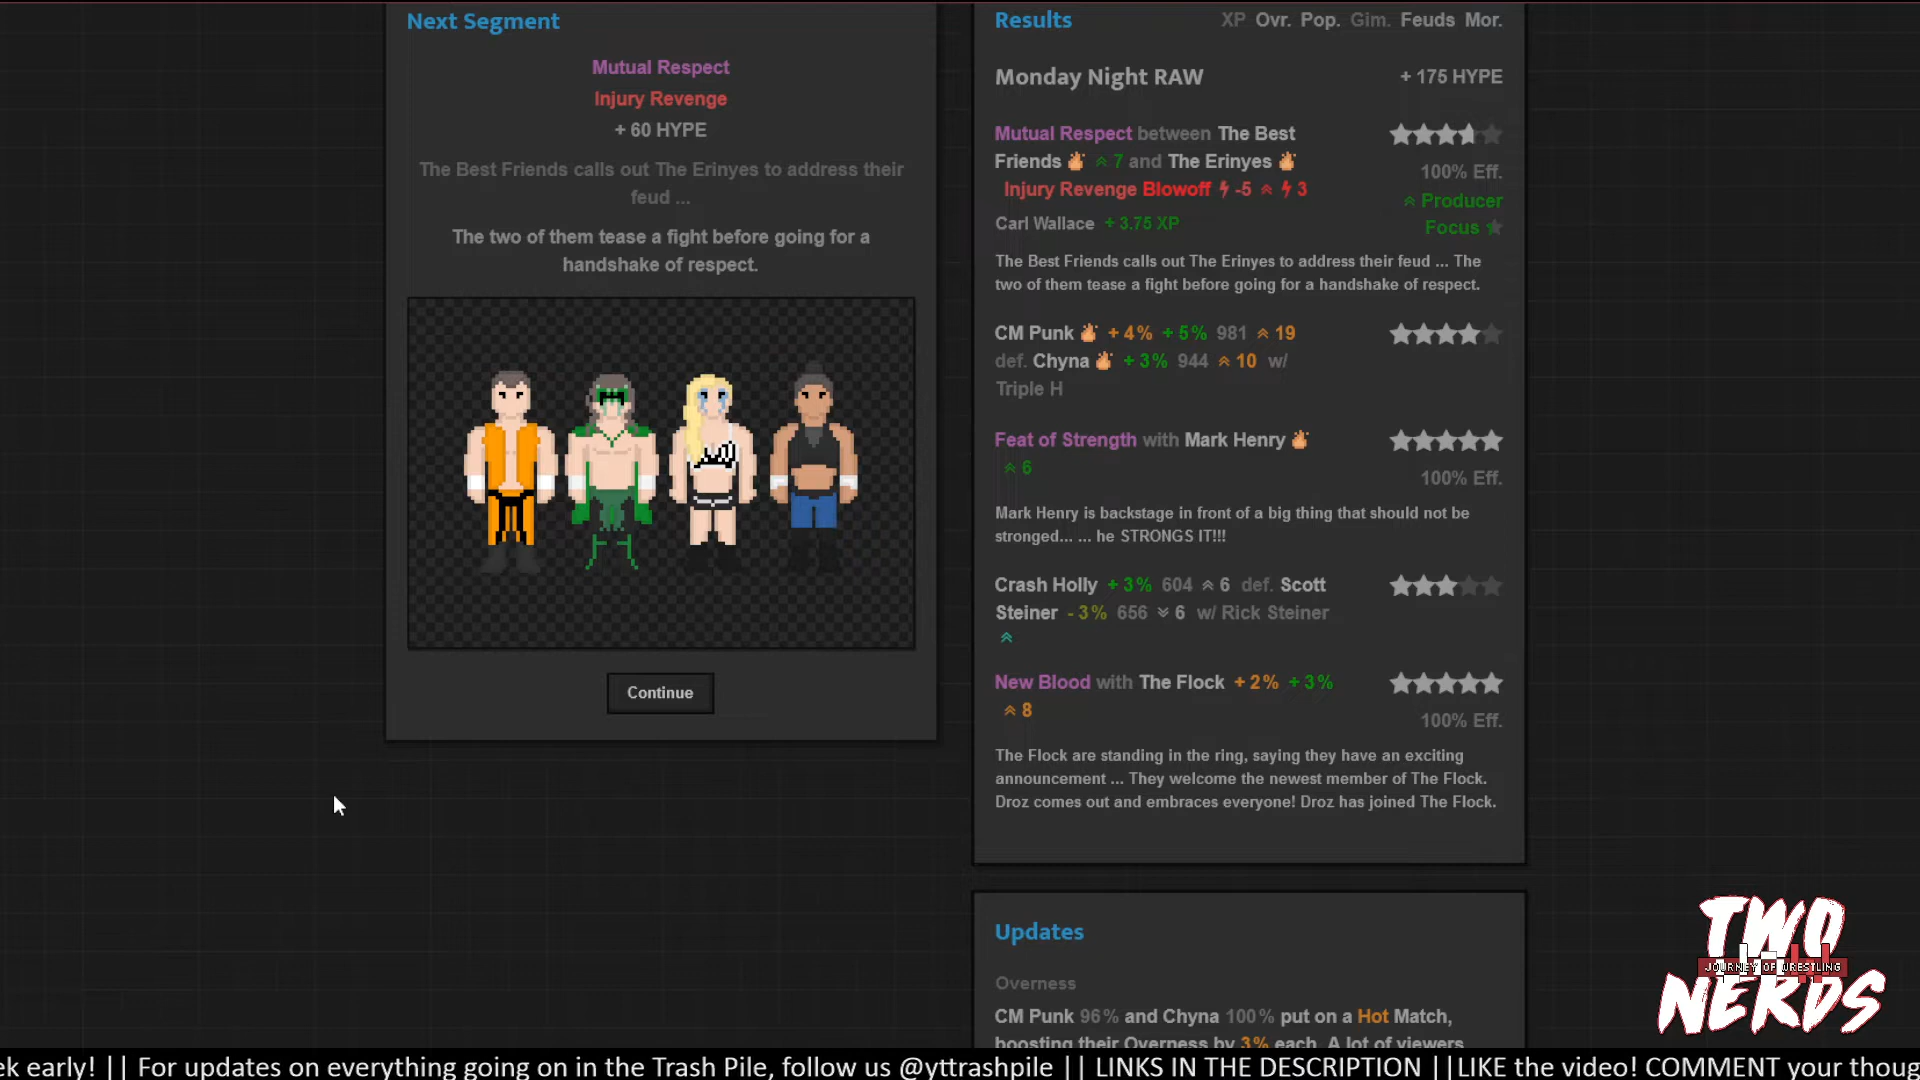 Next Segment
Mutual Respect
Injury Revenge
+ 60 HYPE
The Best Friends calls out The Erinyes to address their
feud ...
The two of them tease a fight before going for a
handshake of respect.
Continue
Results
XP Ovr. Pop. Gim. Feuds Mor.
Monday Night RAW
+ 175 HYPE
Mutual Respect between The Best
Friends 7 and The Erinyes
Injury Revenge Blowoff -5 3
100% Eff.
Producer
Focus
Carl Wallace + 3.75 XP
The Best Friends calls out The Erinyes to address their feud ... The
two of them tease a fight before going for a handshake of respect.
CM Punk + 4% + 5% 981 19
def. Chyna + 3% 944 10 w/
Triple H
Feat of Strength with Mark Henry
6
100% Eff.
Mark Henry is backstage in front of a big thing that should not be
stronged... ... he STRONGS IT!!!
Crash Holly + 3% 604 6 def. Scott
Steiner - 3% 656 6 w/ Rick Steiner
New Blood with The Flock + 2% + 3%
8
100% Eff.
The Flock are standing in the ring, saying they have an exciting
announcement ... They welcome the newest member of The Flock.
Droz comes out and embraces everyone! Droz has joined The Flock.
Updates
Overness
CM Punk 96% and Chyna 100% put on a Hot Match,
boosting their Overness by 3% each. A lot of viewers
TWO
JOURNEY OF WRESTLING
NERDS
ek early! || For updates on everything going on in the Trash Pile, follow us @yttrashpile || LINKS IN THE DESCRIPTION ||LIKE the video! COMMENT your thoug